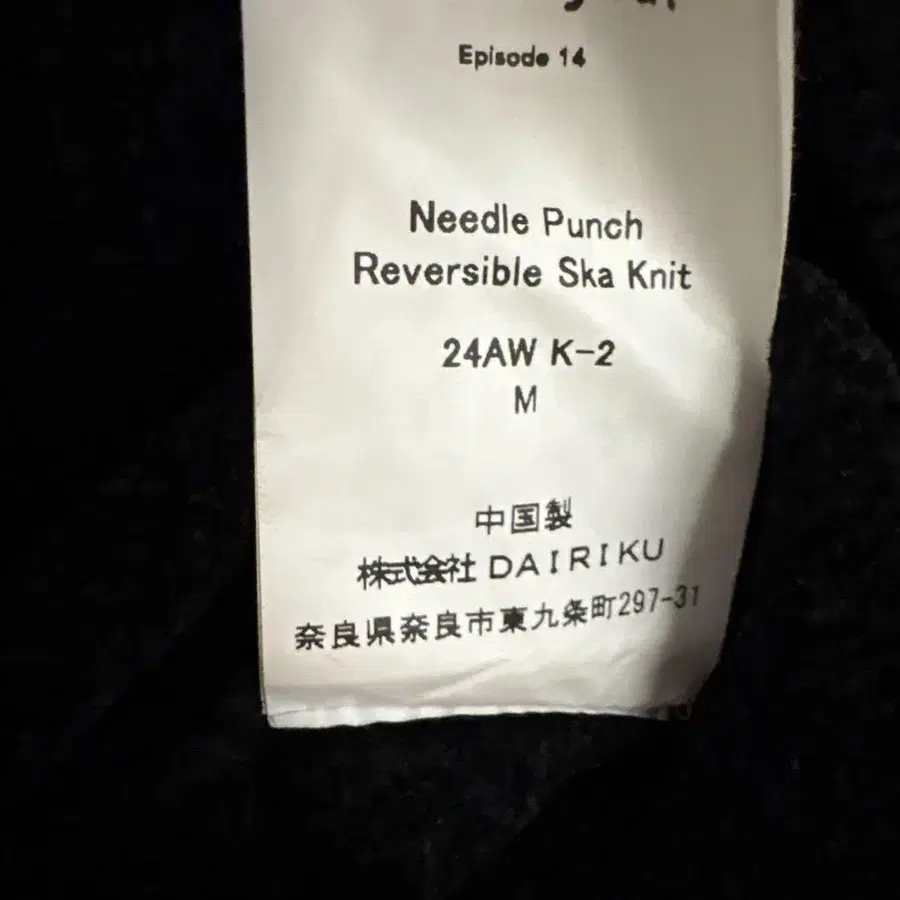 Episode 14
Needle Punch
Reversible Ska Knit
24AW K-2
M
中国製
株式会社 DAIRIKU
奈良県奈良市東九条町297-31